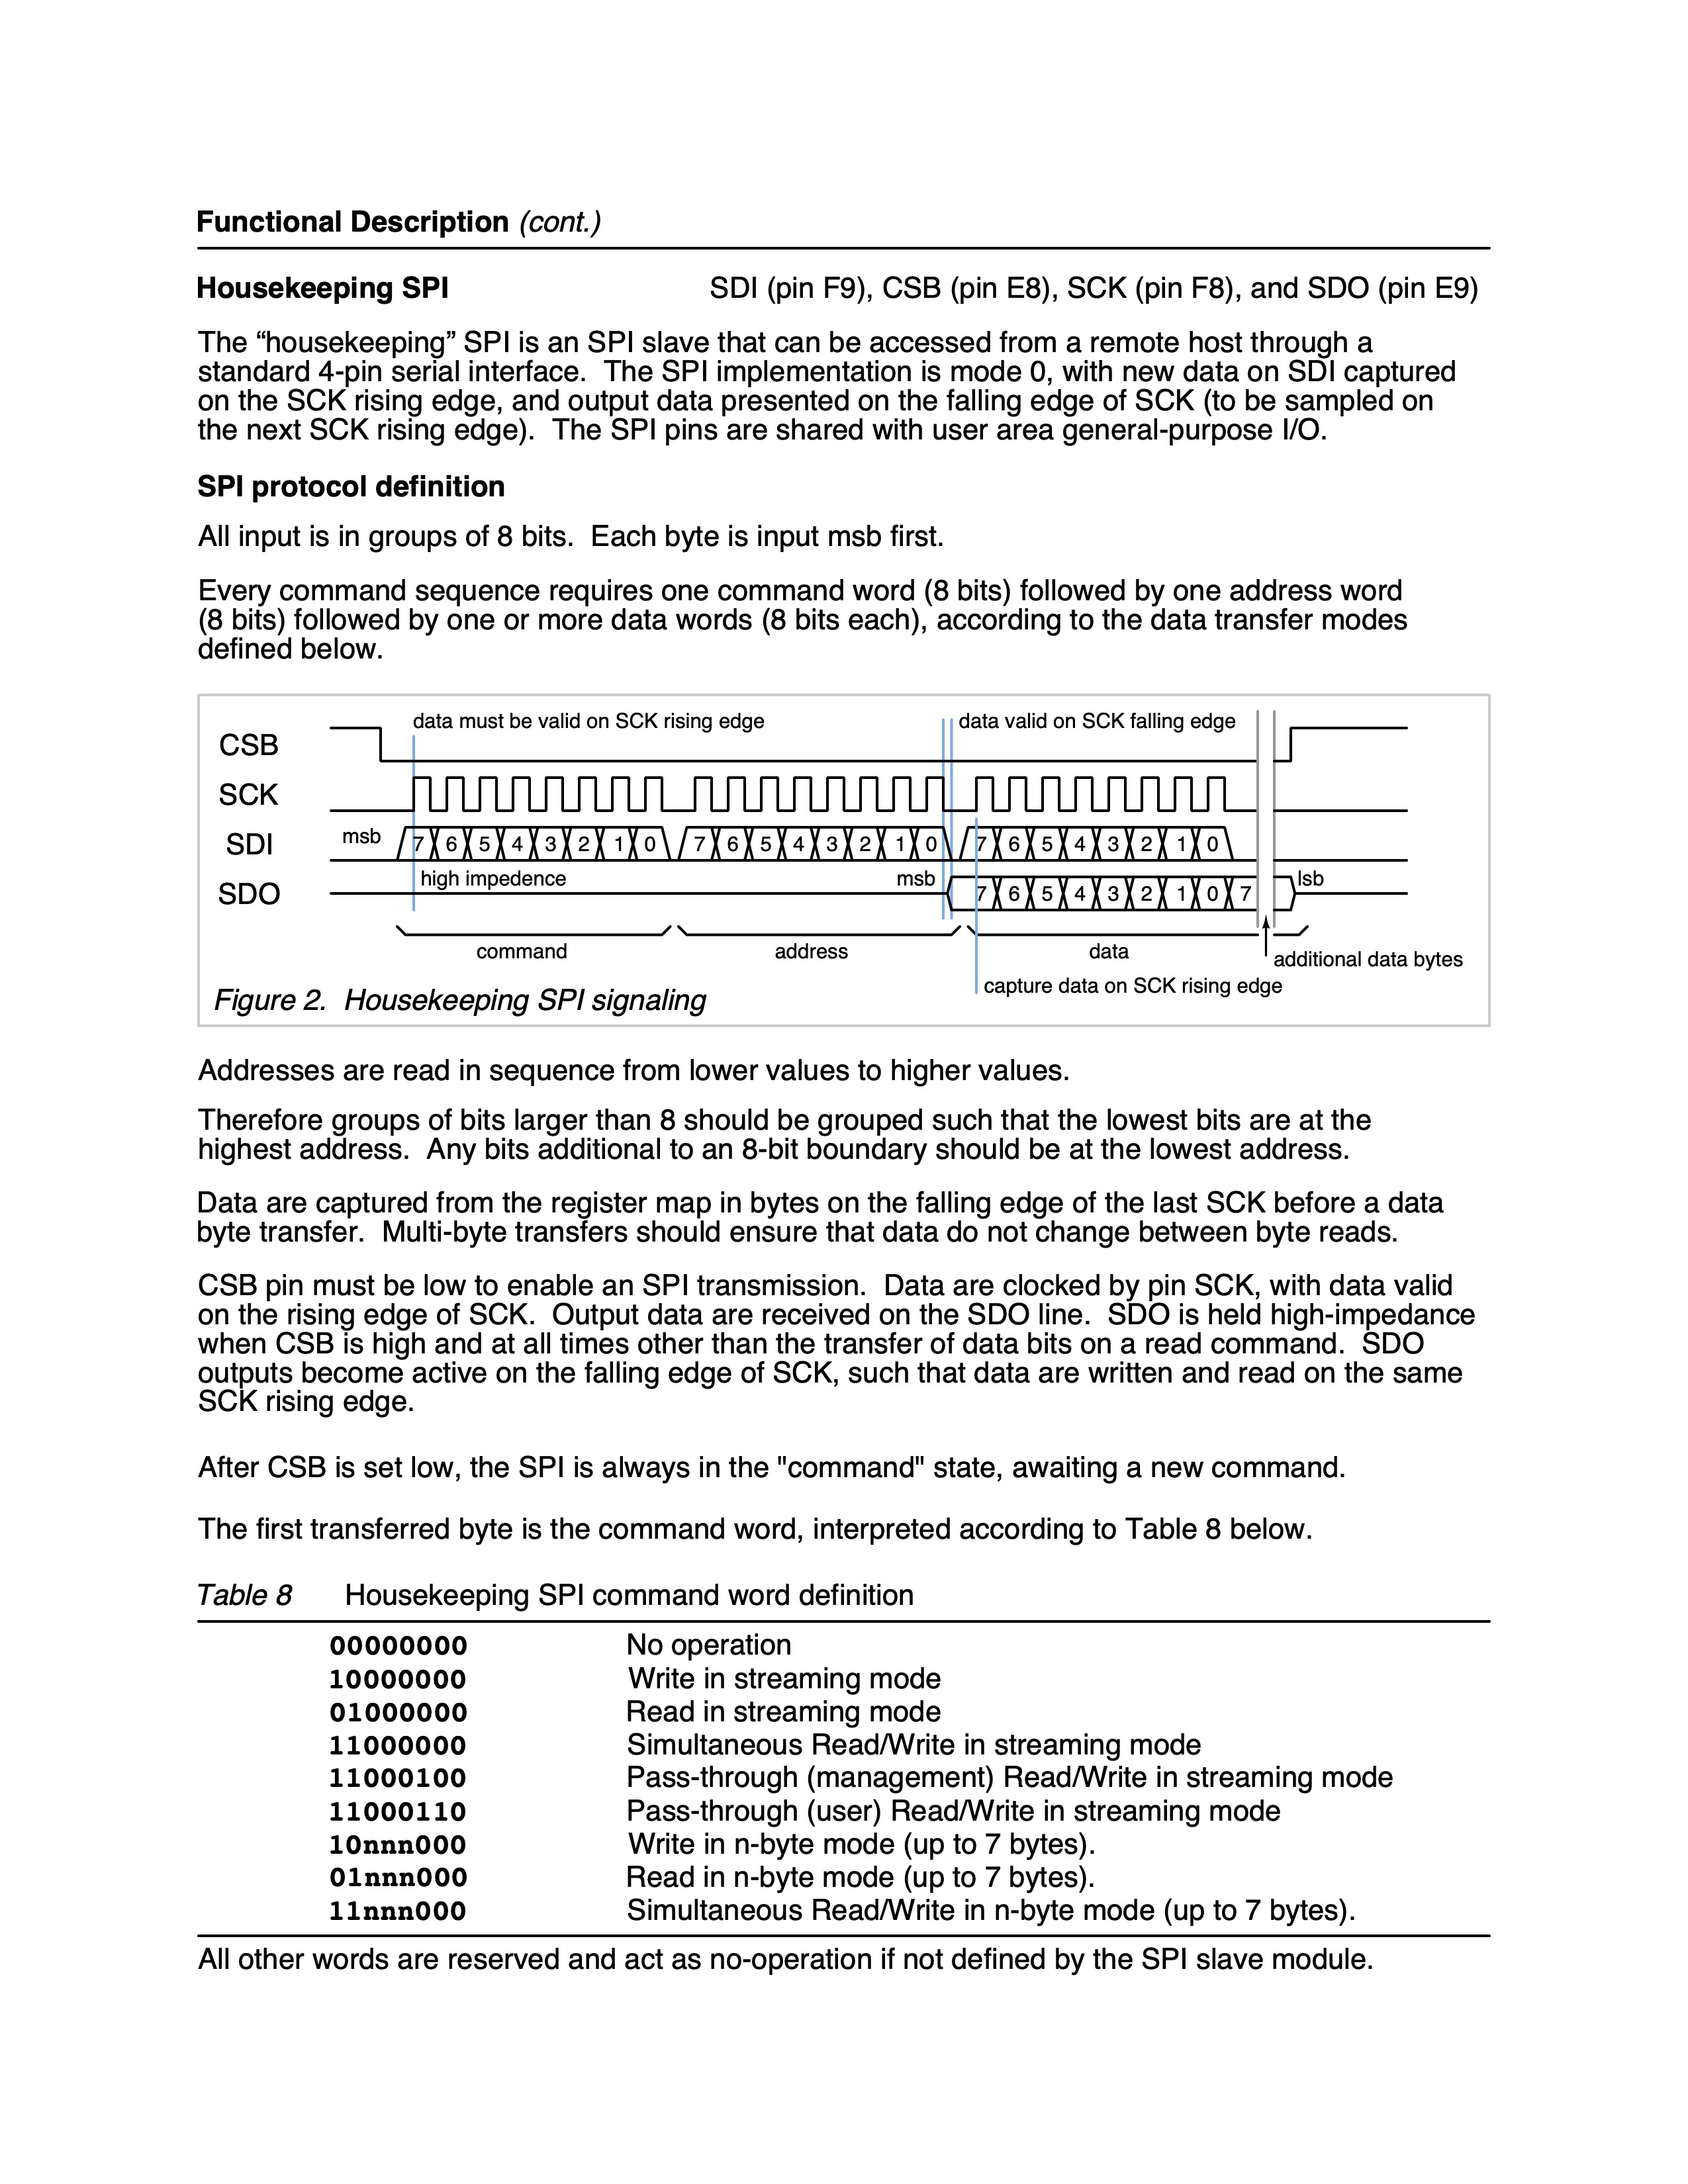 Functional Description (cont.)
Housekeeping SPI SDI (pin F9), CSB (pin E8), SCK (pin F8), and SDO (pin E9)
The “housekeeping” SPI is an SPI slave that can be accessed from a remote host through a
standard 4-pin serial interface. The SPI implementation is mode 0, with new data on SDI captured
on the SCK rising edge, and output data presented on the falling edge of SCK (to be sampled on
the next SCK rising edge). The SPI pins are shared with user area general-purpose I/O.
SPI protocol definition
All input is in groups of 8 bits. Each byte is input msb first.
Every command sequence requires one command word (8 bits) followed by one address word
(8 bits) followed by one or more data words (8 bits each), according to the data transfer modes
defined below.
data must be valid on SCK rising edge data valid on SCK falling edge
CSB
SCK
SDI msb 7 6 5 4 3 2 1 0 7 6 5 4 3 2 1 0 7 6 5 4 3 2 1 0
high impedence msb lsb
SDO 7 6 5 4 3 2 1 0 7
command address data
additional data bytes
capture data on SCK rising edge
Figure 2. Housekeeping SPI signaling
Addresses are read in sequence from lower values to higher values.
Therefore groups of bits larger than 8 should be grouped such that the lowest bits are at the
highest address. Any bits additional to an 8-bit boundary should be at the lowest address.
Data are captured from the register map in bytes on the falling edge of the last SCK before a data
byte transfer. Multi-byte transfers should ensure that data do not change between byte reads.
CSB pin must be low to enable an SPI transmission. Data are clocked by pin SCK, with data valid
on the rising edge of SCK. Output data are received on the SDO line. SDO is held high-impedance
when CSB is high and at all times other than the transfer of data bits on a read command. SDO
outputs become active on the falling edge of SCK, such that data are written and read on the same
SCK rising edge.
After CSB is set low, the SPI is always in the "command" state, awaiting a new command.
The first transferred byte is the command word, interpreted according to Table 8 below.
Table 8 Housekeeping SPI command word definition
00000000 No operation
10000000 Write in streaming mode
01000000 Read in streaming mode
11000000 Simultaneous Read/Write in streaming mode
11000100 Pass-through (management) Read/Write in streaming mode
11000110 Pass-through (user) Read/Write in streaming mode
10nnn000 Write in n-byte mode (up to 7 bytes).
01nnn000 Read in n-byte mode (up to 7 bytes).
11nnn000 Simultaneous Read/Write in n-byte mode (up to 7 bytes).
All other words are reserved and act as no-operation if not defined by the SPI slave module.